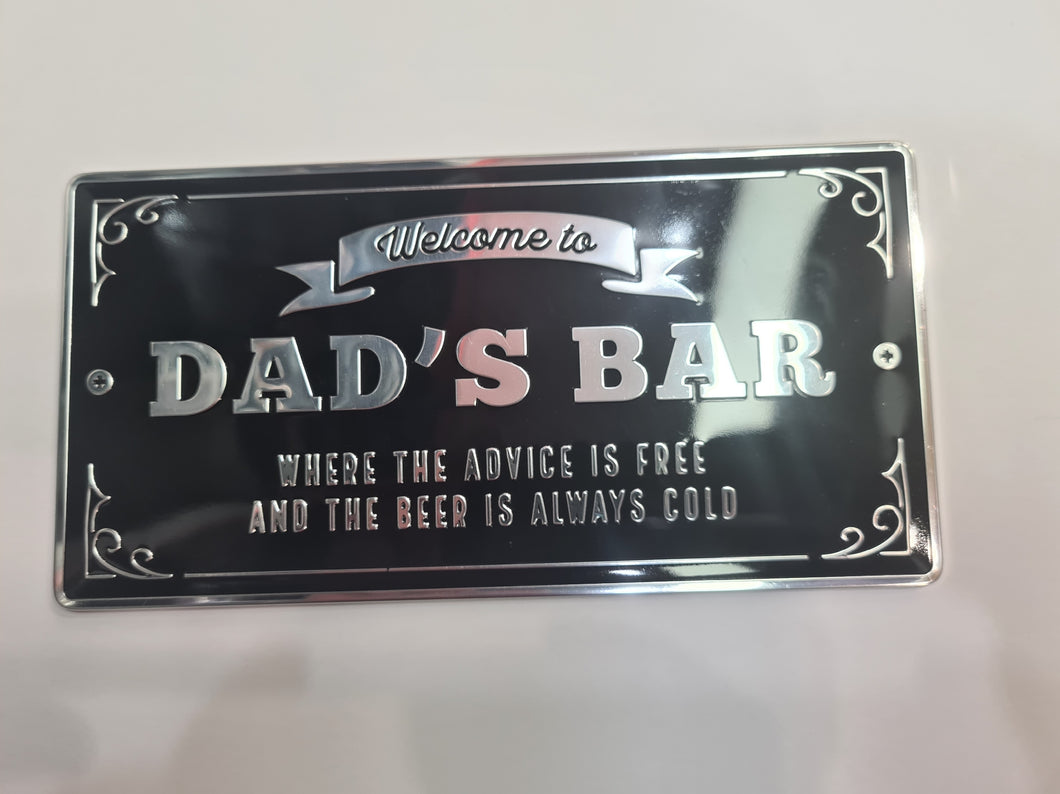 Welcome to
DAD'S BAR
WHERE THE ADVICE IS FREE
AND THE BEER IS ALWAYS COLD